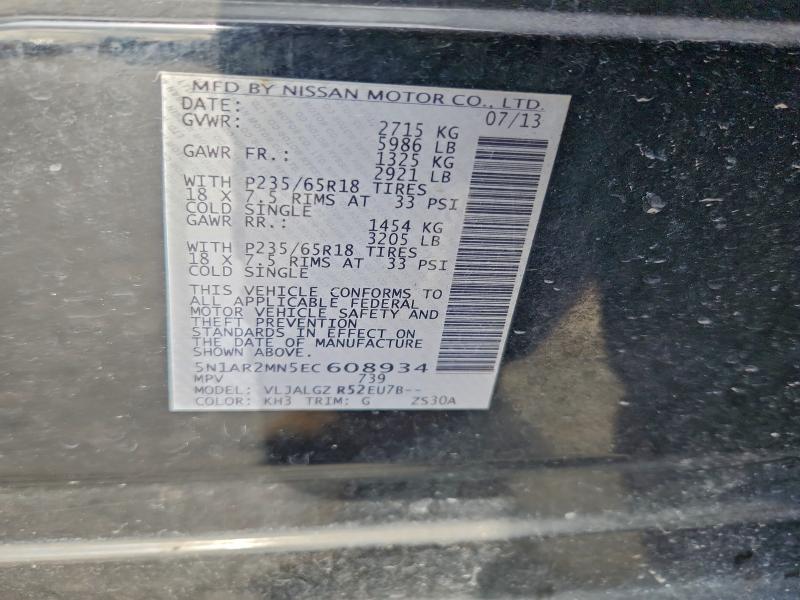 MFD BY NISSAN MOTOR CO., LTD.
DATE: 07/13
GVWR: 2715 KG
5986 LB
GAWR FR.: 1325 KG
2921 LB
WITH P235/65R18 TIRES
18 X 7.5 RIMS AT 33 PSI
COLD SINGLE
GAWR RR.: 1454 KG
3205 LB
WITH P235/65R18 TIRES
18 X 7.5 RIMS AT 33 PSI
COLD SINGLE
THIS VEHICLE CONFORMS TO
ALL APPLICABLE FEDERAL
MOTOR VEHICLE SAFETY AND
THEFT PREVENTION
STANDARDS IN EFFECT ON
THE DATE OF MANUFACTURE
SHOWN ABOVE.
5N1AR2MN5EC608934
MPV 739
MODEL: VLJALGZ R52EU7B--
COLOR: KH3 TRIM: G ZS30A